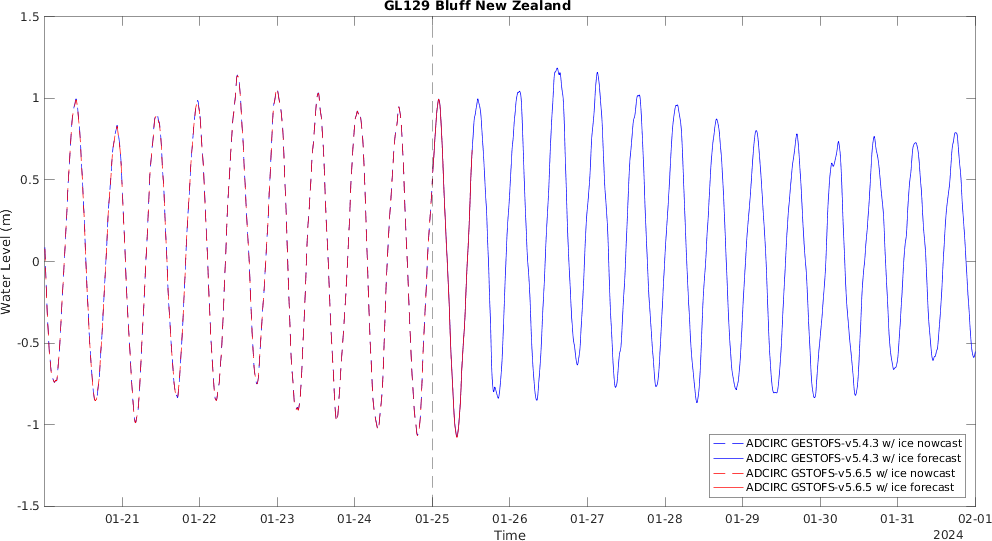 GL129 Bluff New Zealand
1.5
1
0.5
0
-0.5
-1
-1.5
Water Level (m)
01-21 01-22 01-23 01-24 01-25 01-26 01-27 01-28 01-29 01-30 01-31 02-01
Time
2024
ADCIRC GESTOFS-v5.4.3 w/ ice nowcast
ADCIRC GESTOFS-v5.4.3 w/ ice forecast
ADCIRC GSTOFS-v5.6.5 w/ ice nowcast
ADCIRC GSTOFS-v5.6.5 w/ ice forecast